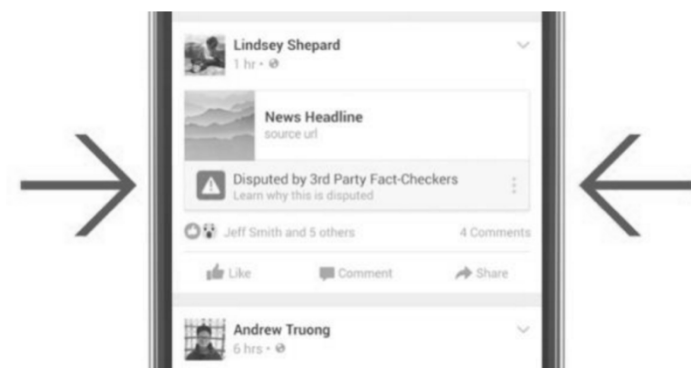 Lindsey Shepard
1 hr •
News Headline
source url
Disputed by 3rd Party Fact-Checkers
Learn why this is disputed
Jeff Smith and 5 others 4 Comments
Like Comment Share
Andrew Truong
6 hrs •